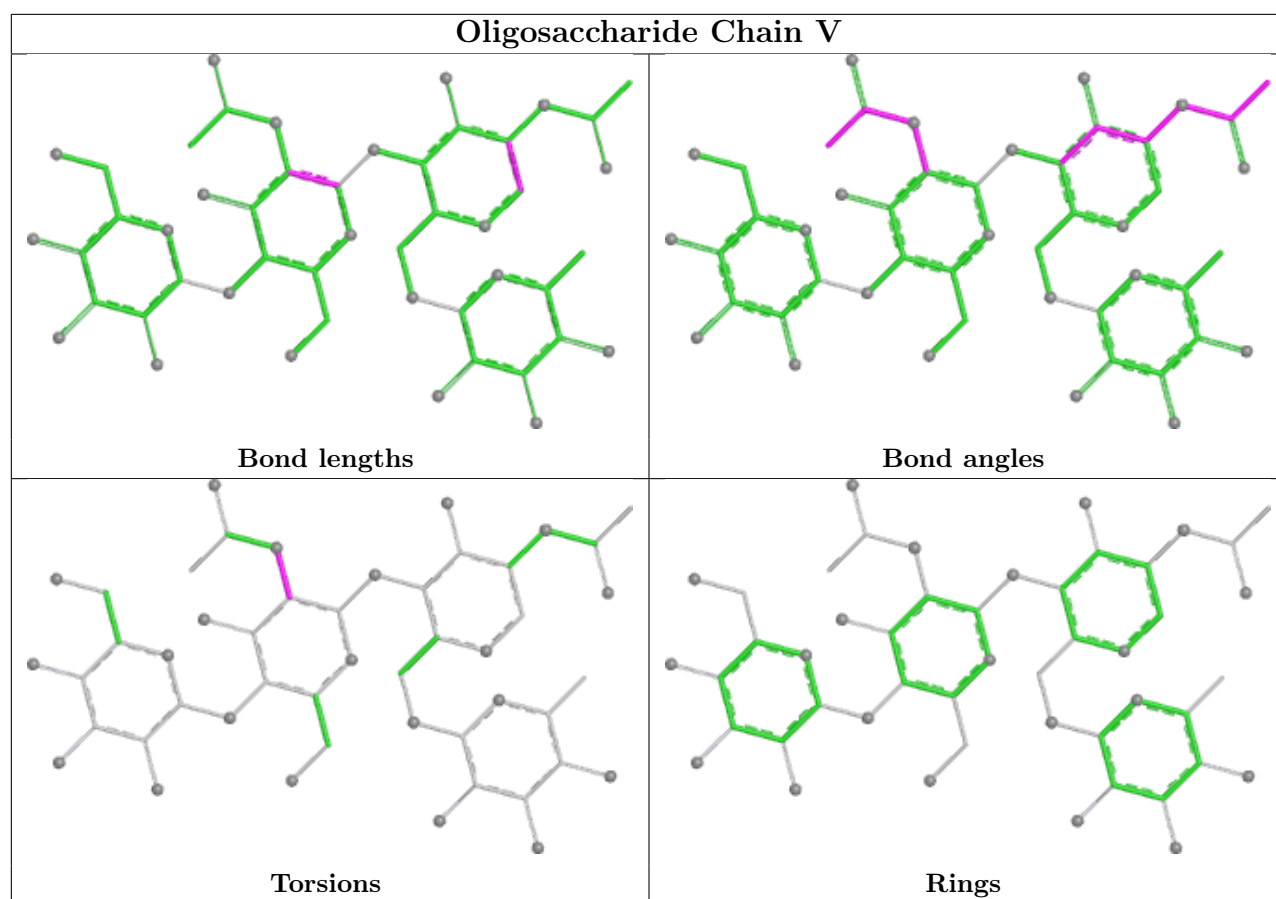 Oligosaccharide Chain V
Bond lengths
Bond angles
Torsions
Rings